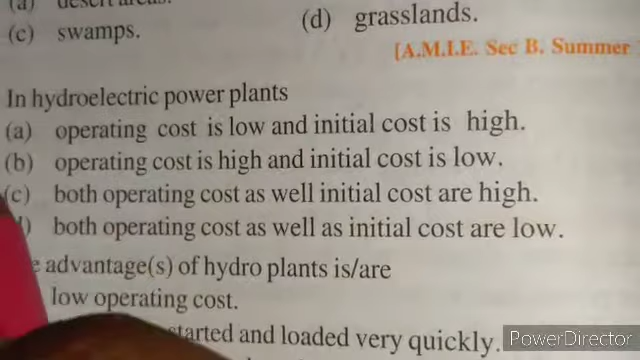 (a) desert areas.
(c) swamps.
(d) grasslands.
[A.M.I.E. Sec B. Summer
In hydroelectric power plants
(a) operating cost is low and initial cost is high.
(b) operating cost is high and initial cost is low.
(c) both operating cost as well initial cost are high.
) both operating cost as well as initial cost are low.
e advantage(s) of hydro plants is/are
low operating cost.
started and loaded very quickly.
PowerDirector